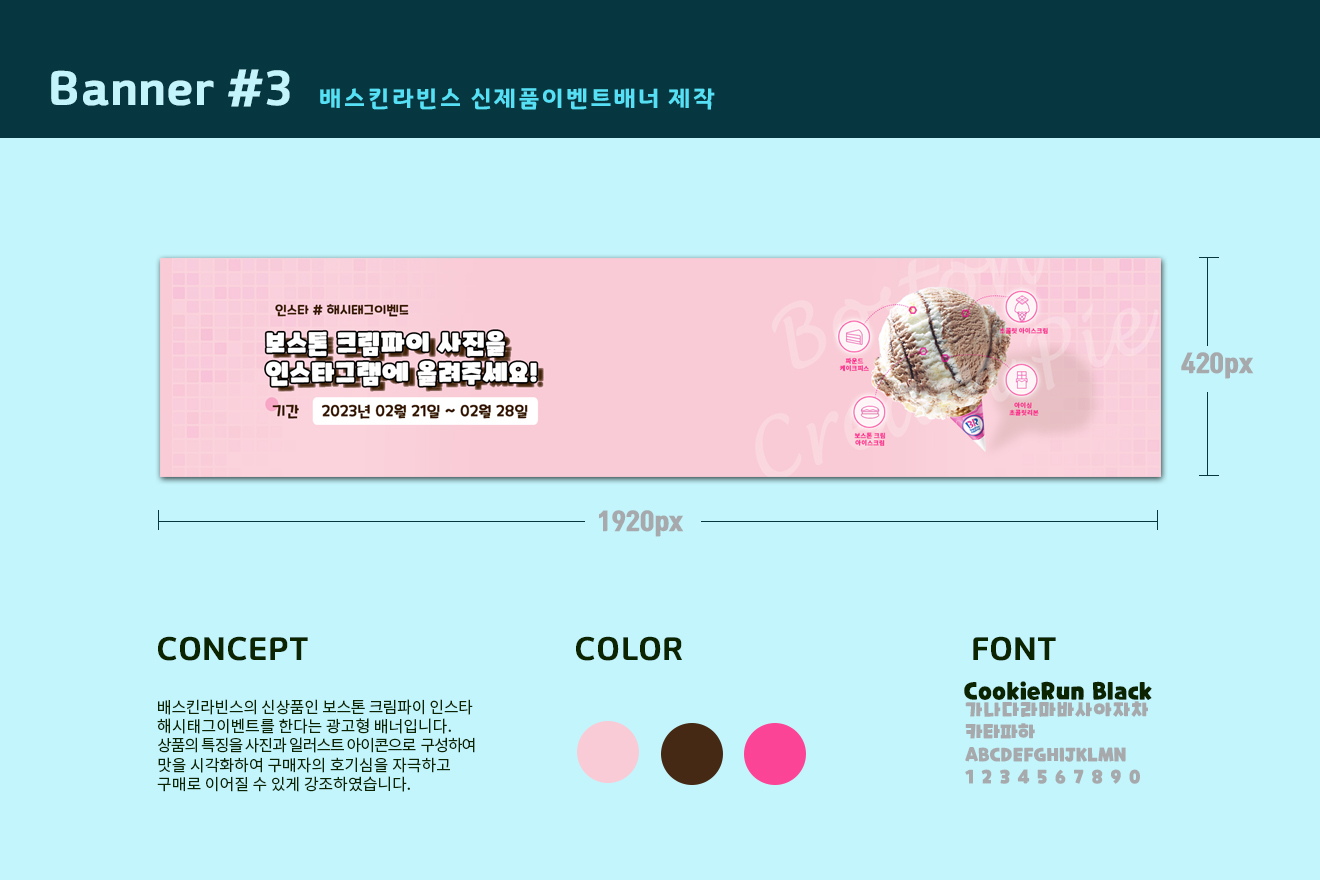 Banner #3 배스킨라빈스 신제품이벤트배너 제작
Boston
Cream Pie
인스타 # 해시태그이벤드
보스톤 크림파이 사진을
인스타그램에 올려주세요!
기간 2023년 02월 21일 ~ 02월 28일
초콜릿 아이스크림
파운드
케이크피스
아이싱
초콜릿리본
보스톤 크림
아이스크림
BR
420px
1920px
CONCEPT
배스킨라빈스의 신상품인 보스톤 크림파이 인스타
해시태그이벤트를 한다는 광고형 배너입니다.
상품의 특징을 사진과 일러스트 아이콘으로 구성하여
맛을 시각화하여 구매자의 호기심을 자극하고
구매로 이어질 수 있게 강조하였습니다.
COLOR
FONT
CookieRun Black
가나다라마바사아자차
카타파하
ABCDEFGHIJKLMN
1 2 3 4 5 6 7 8 9 0